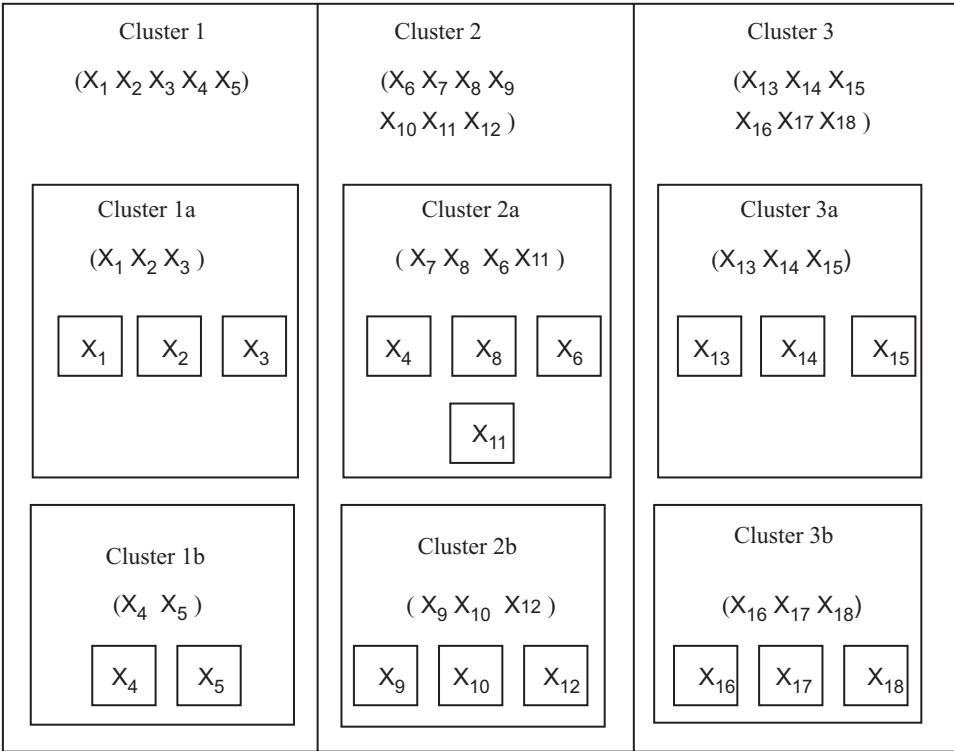 Cluster 1
(X₁ X₂ X₃ X₄ X₅)
Cluster 1a
(X₁ X₂ X₃ )
X₁ X₂ X₃
Cluster 1b
(X₄ X₅ )
X₄ X₅
Cluster 2
(X₆ X₇ X₈ X₉
X₁₀ X₁₁ X₁₂ )
Cluster 2a
( X₇ X₈ X₆ X11 )
X₄ X₈ X₆
X₁₁
Cluster 2b
( X₉ X₁₀ X12 )
X₉ X₁₀ X₁₂
Cluster 3
(X₁₃ X₁₄ X₁₅
X₁₆ X17 X18 )
Cluster 3a
(X₁₃ X₁₄ X₁₅)
X₁₃ X₁₄ X₁₅
Cluster 3b
(X₁₆ X₁₇ X₁₈)
X₁₆ X₁₇ X₁₈